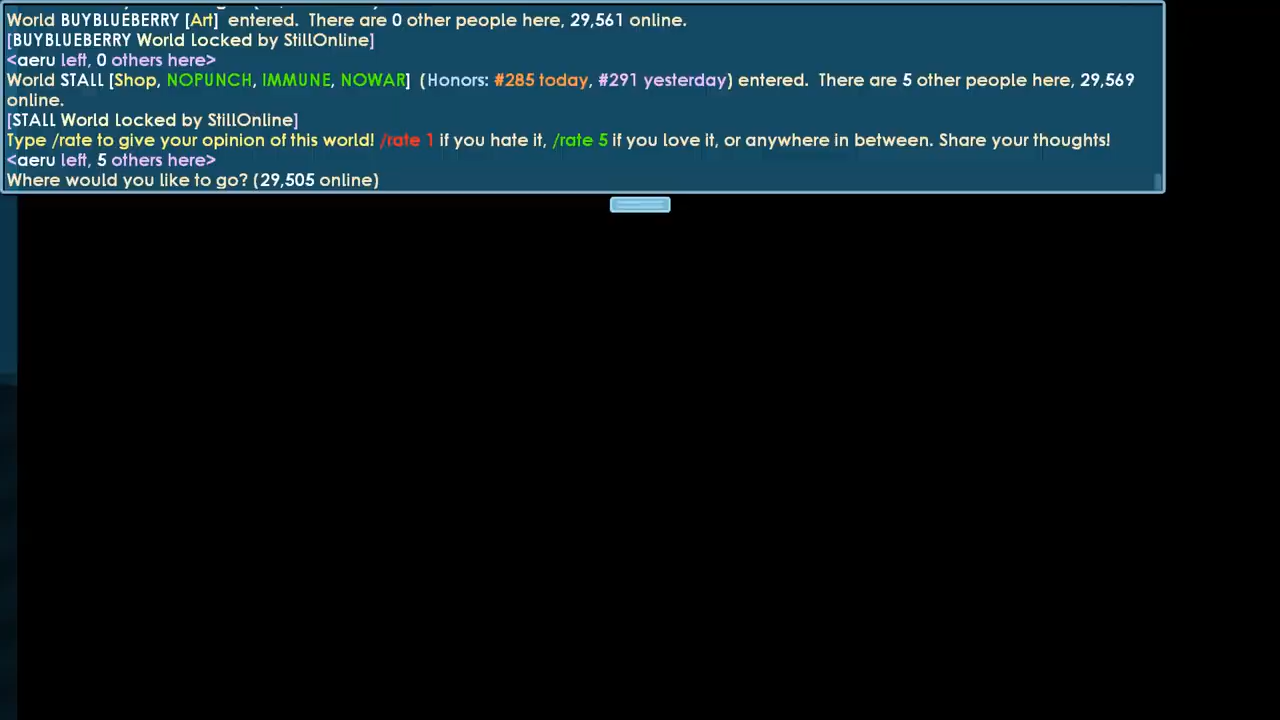 World BUYBLUEBERRY [Art]  entered.  There are 0 other people here, 29,561 online.
[BUYBLUEBERRY World Locked by StillOnline]
<aeru left, 0 others here>
World STALL [Shop, NOPUNCH, IMMUNE, NOWAR]  (Honors: #285 today, #291 yesterday) entered.  There are 5 other people here, 29,569
online.
[STALL World Locked by StillOnline]
Type /rate to give your opinion of this world! /rate 1 if you hate it, /rate 5 if you love it, or anywhere in between. Share your thoughts!
<aeru left, 5 others here>
Where would you like to go? (29,505 online)